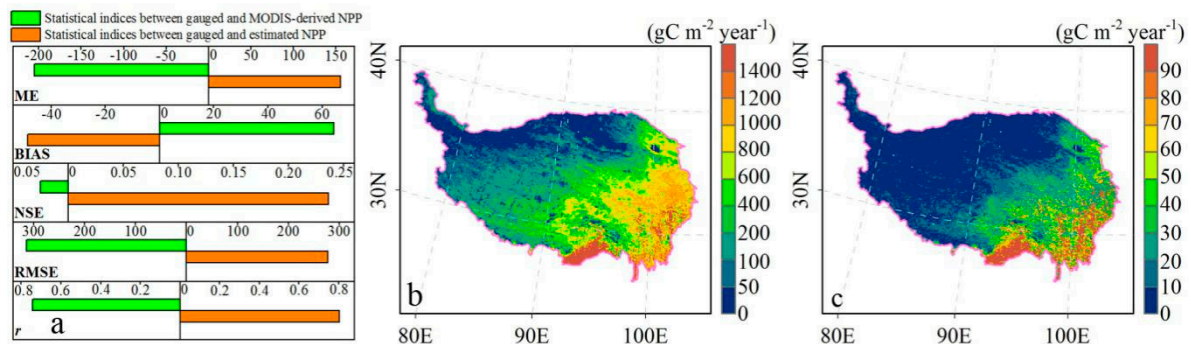 Statistical indices between gauged and MODIS-derived NPP
Statistical indices between gauged and estimated NPP
-200 -150 -100 -50 0 50 100 150
ME
-40 -20 0 20 40 60
BIAS
0.05 0 0.05 0.10 0.15 0.20 0.25
NSE
300 200 100 0 100 200 300
RMSE
0.8 0.6 0.4 0.2 0 0.2 0.4 0.6 0.8
r
a
(gC m⁻² year⁻¹)
40N
30N
80E 90E 100E
b
1400
1200
1000
800
600
400
200
100
50
0
(gC m⁻² year⁻¹)
40N
30N
80E 90E 100E
c
90
80
70
60
50
40
30
20
10
0